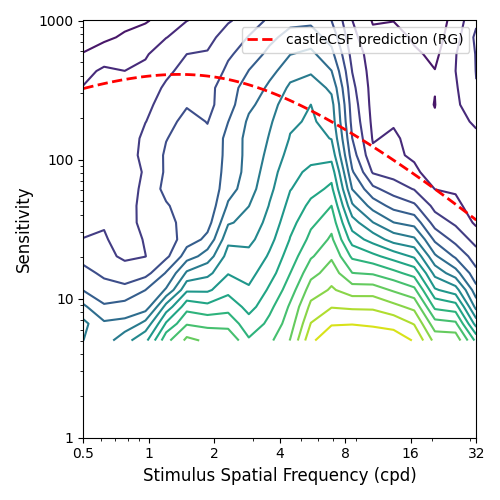 1000
castleCSF prediction (RG)
100
10
1
Sensitivity
0.5 1 2 4 8 16 32
Stimulus Spatial Frequency (cpd)